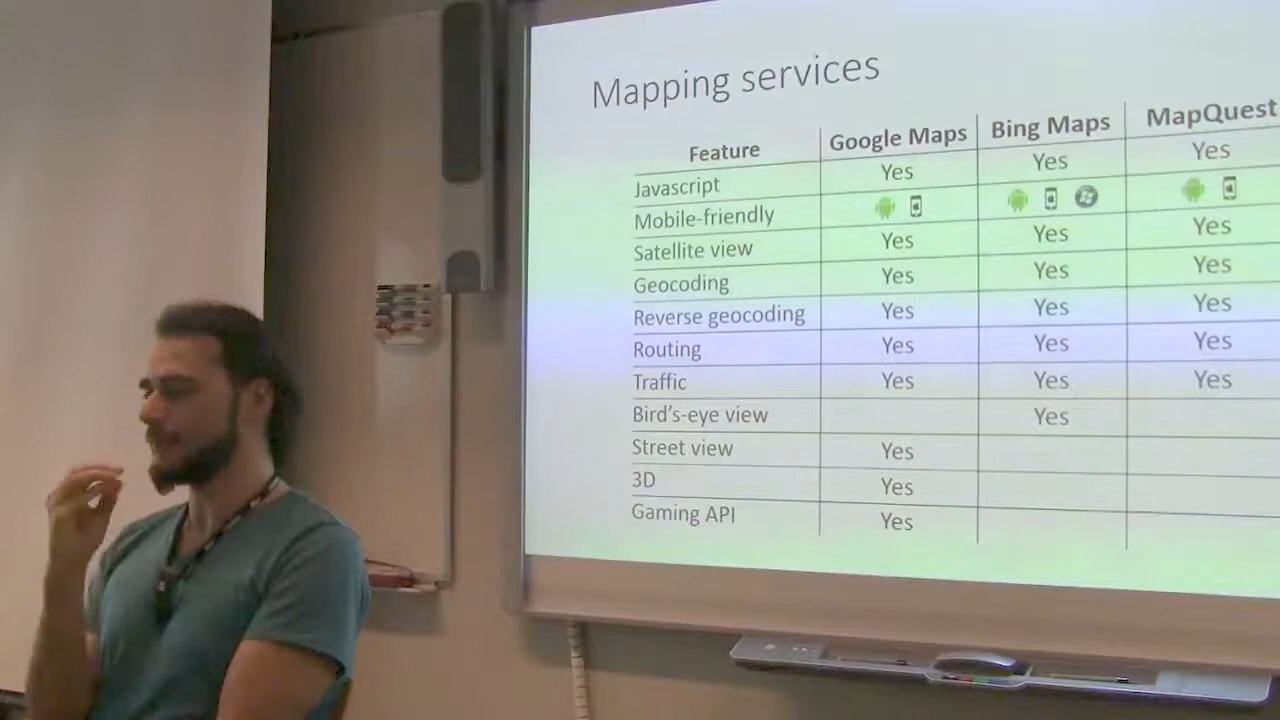 Mapping services
Feature Google Maps Bing Maps MapQuest
Javascript Yes Yes Yes
Mobile-friendly
Satellite view Yes Yes Yes
Geocoding Yes Yes Yes
Reverse geocoding Yes Yes Yes
Routing Yes Yes Yes
Traffic Yes Yes Yes
Bird's-eye view Yes
Street view Yes
3D Yes
Gaming API Yes